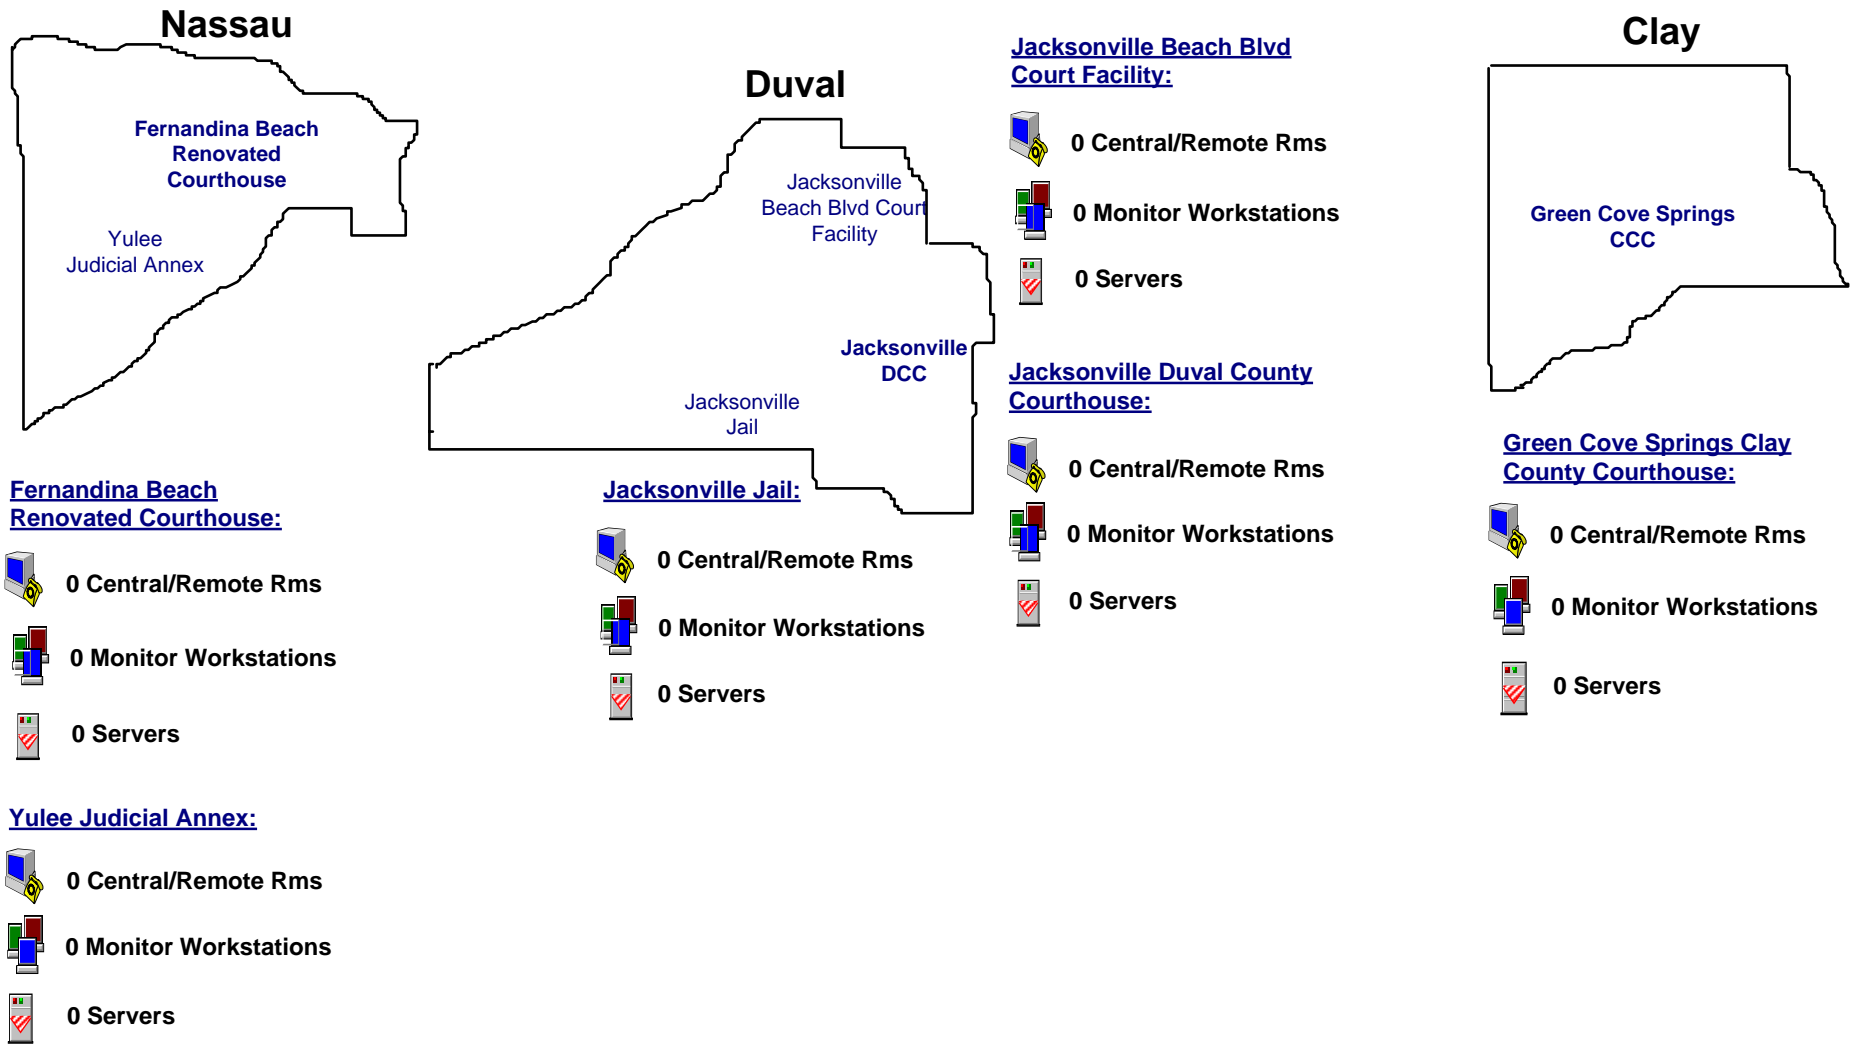 Nassau
Fernandina Beach
Renovated
Courthouse
Yulee
Judicial Annex
Fernandina Beach
Renovated Courthouse:
0 Central/Remote Rms
0 Monitor Workstations
0 Servers
Yulee Judicial Annex:
0 Central/Remote Rms
0 Monitor Workstations
0 Servers
Duval
Jacksonville
Beach Blvd Court
Facility
Jacksonville
DCC
Jacksonville
Jail
Jacksonville Jail:
0 Central/Remote Rms
0 Monitor Workstations
0 Servers
Jacksonville Beach Blvd
Court Facility:
0 Central/Remote Rms
0 Monitor Workstations
0 Servers
Jacksonville Duval County
Courthouse:
0 Central/Remote Rms
0 Monitor Workstations
0 Servers
Clay
Green Cove Springs
CCC
Green Cove Springs Clay
County Courthouse:
0 Central/Remote Rms
0 Monitor Workstations
0 Servers